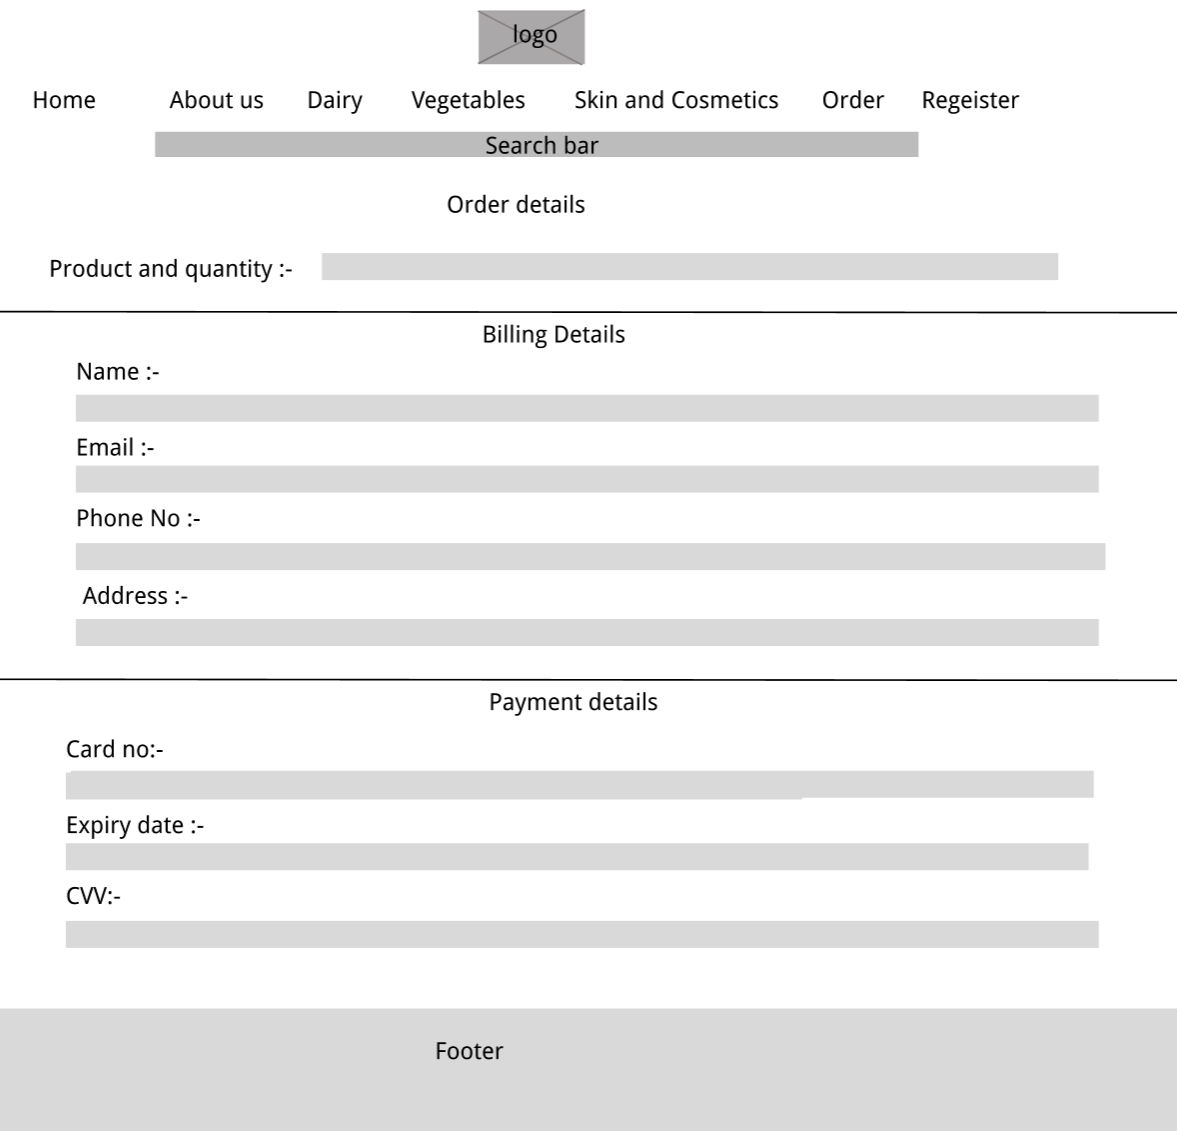 logo
Home About us Dairy Vegetables Skin and Cosmetics Order Regeister
Search bar
Order details
Product and quantity :-
Billing Details
Name :-
Email :-
Phone No :-
Address :-
Payment details
Card no:-
Expiry date :-
CVV:-
Footer